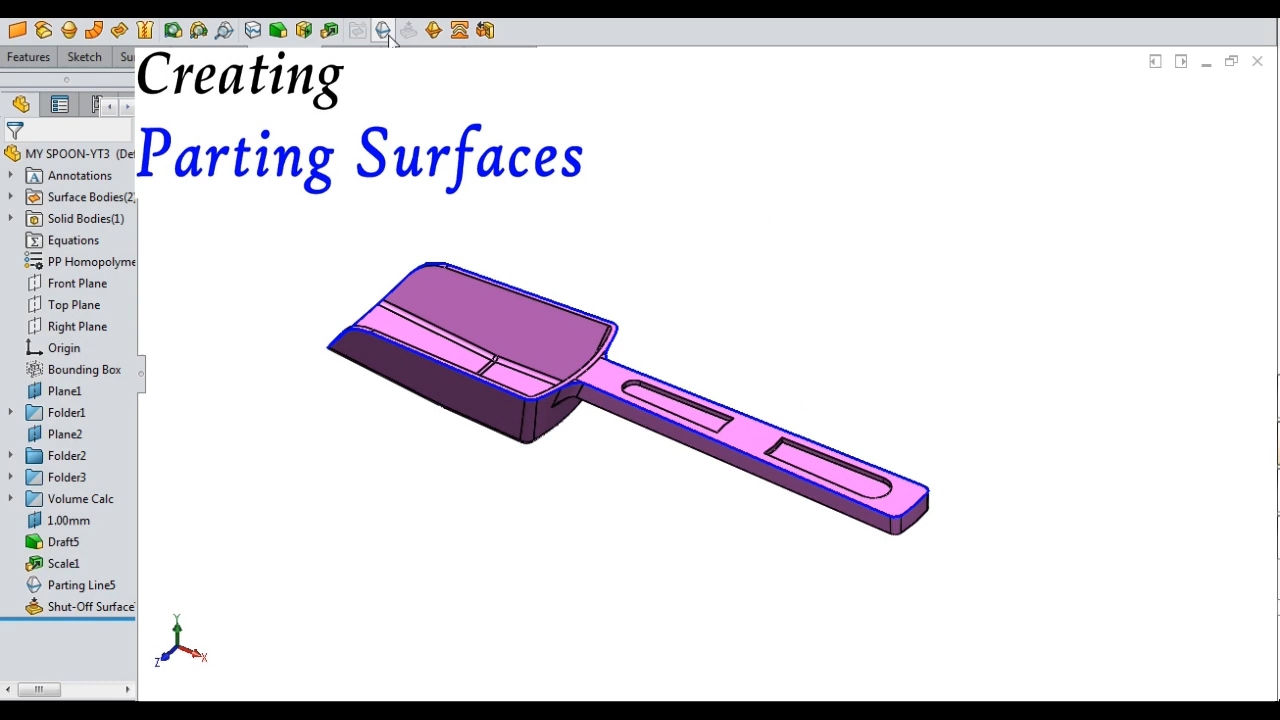 Creating
Parting Surfaces
Features
Sketch
Su
MY SPOON-YT3 (De
Annotations
Surface Bodies(2
Solid Bodies(1)
Equations
PP Homopolyme
Front Plane
Top Plane
Right Plane
Origin
Bounding Box
Plane1
Folder1
Plane2
Folder2
Folder3
Volume Calc
1.00mm
Draft5
Scale1
Parting Line5
Shut-Off Surface
Y
Z
X